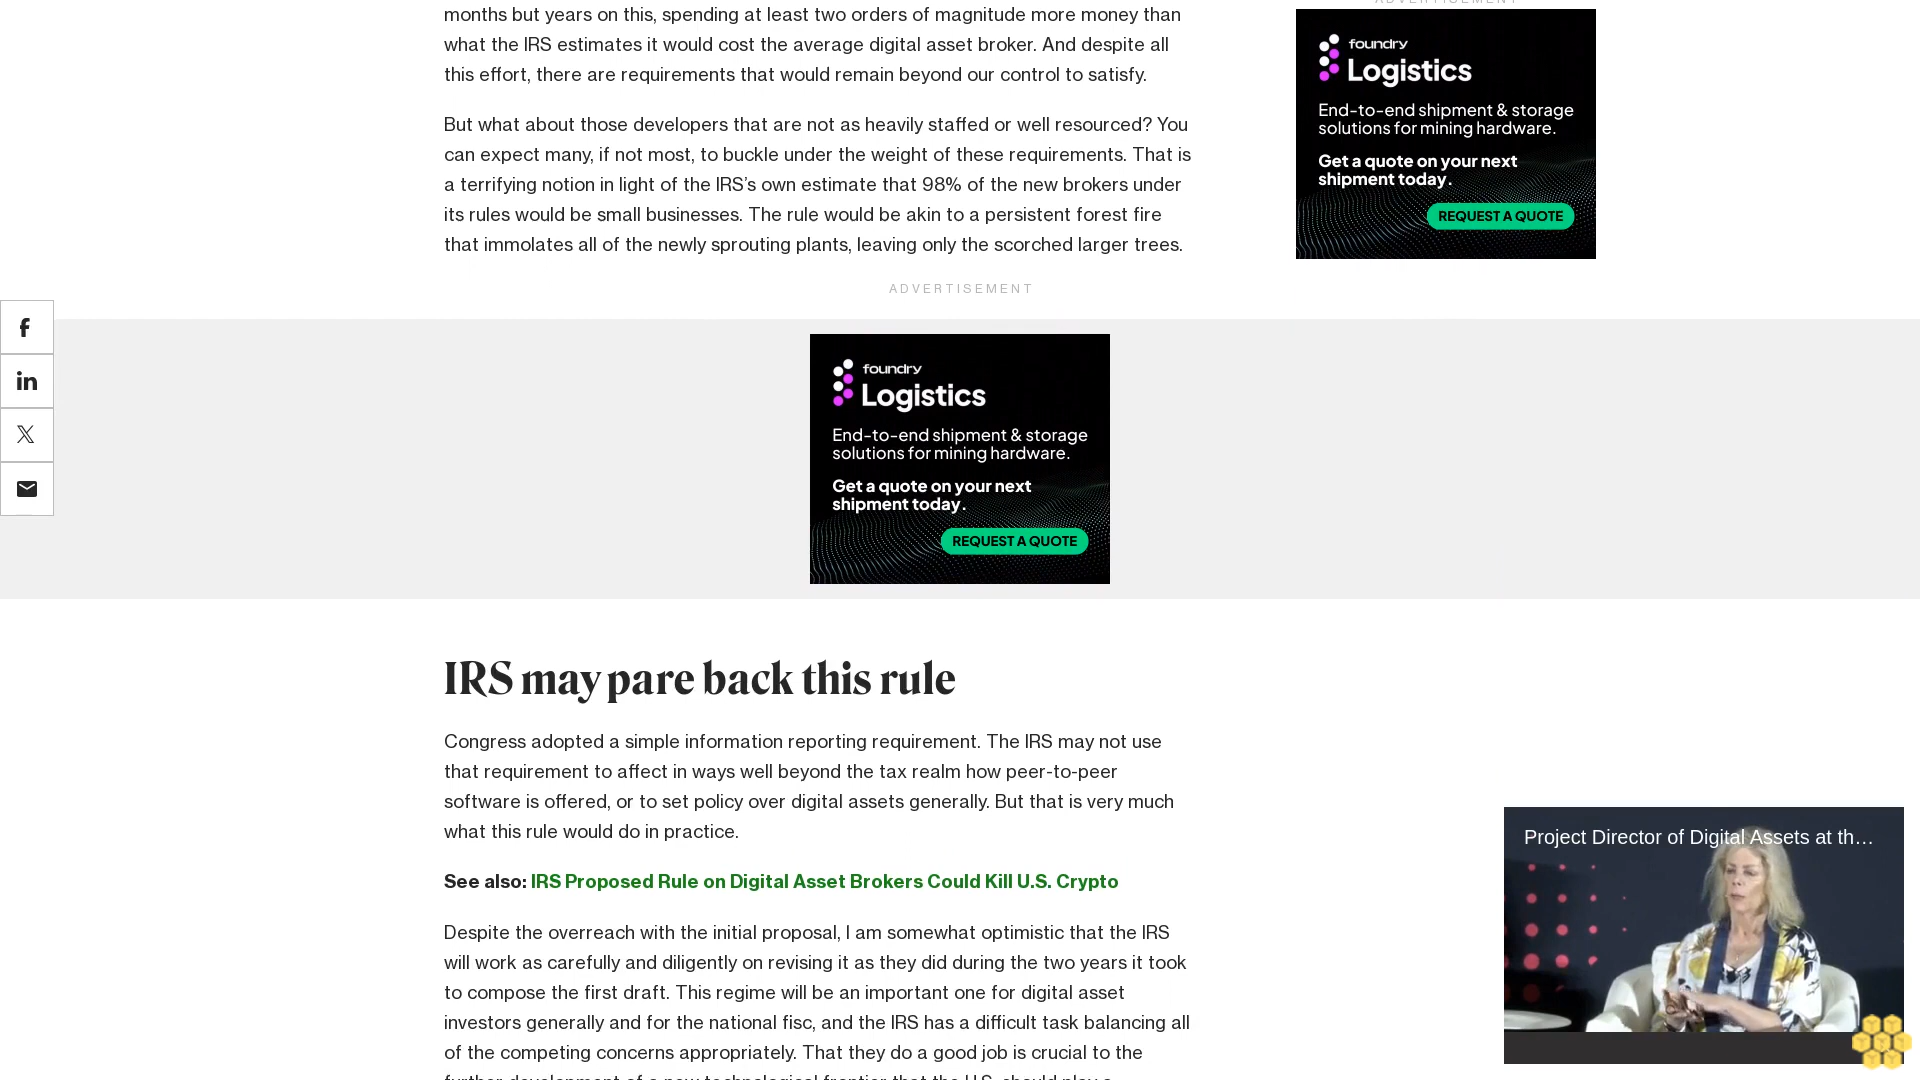 months but years on this, spending at least two orders of magnitude more money than
what the IRS estimates it would cost the average digital asset broker. And despite all
this effort, there are requirements that would remain beyond our control to satisfy.
But what about those developers that are not as heavily staffed or well resourced? You
can expect many, if not most, to buckle under the weight of these requirements. That is
a terrifying notion in light of the IRS’s own estimate that 98% of the new brokers under
its rules would be small businesses. The rule would be akin to a persistent forest fire
that immolates all of the newly sprouting plants, leaving only the scorched larger trees.
ADVERTISEMENT
foundry
Logistics
End-to-end shipment & storage
solutions for mining hardware.
Get a quote on your next
shipment today.
REQUEST A QUOTE
ADVERTISEMENT
foundry
Logistics
End-to-end shipment & storage
solutions for mining hardware.
Get a quote on your next
shipment today.
REQUEST A QUOTE
IRS may pare back this rule
Congress adopted a simple information reporting requirement. The IRS may not use
that requirement to affect in ways well beyond the tax realm how peer-to-peer
software is offered, or to set policy over digital assets generally. But that is very much
what this rule would do in practice.
See also: IRS Proposed Rule on Digital Asset Brokers Could Kill U.S. Crypto
Despite the overreach with the initial proposal, I am somewhat optimistic that the IRS
will work as carefully and diligently on revising it as they did during the two years it took
to compose the first draft. This regime will be an important one for digital asset
investors generally and for the national fisc, and the IRS has a difficult task balancing all
of the competing concerns appropriately. That they do a good job is crucial to the
further development of a new technological frontier that the U.S. should play a
Project Director of Digital Assets at th…